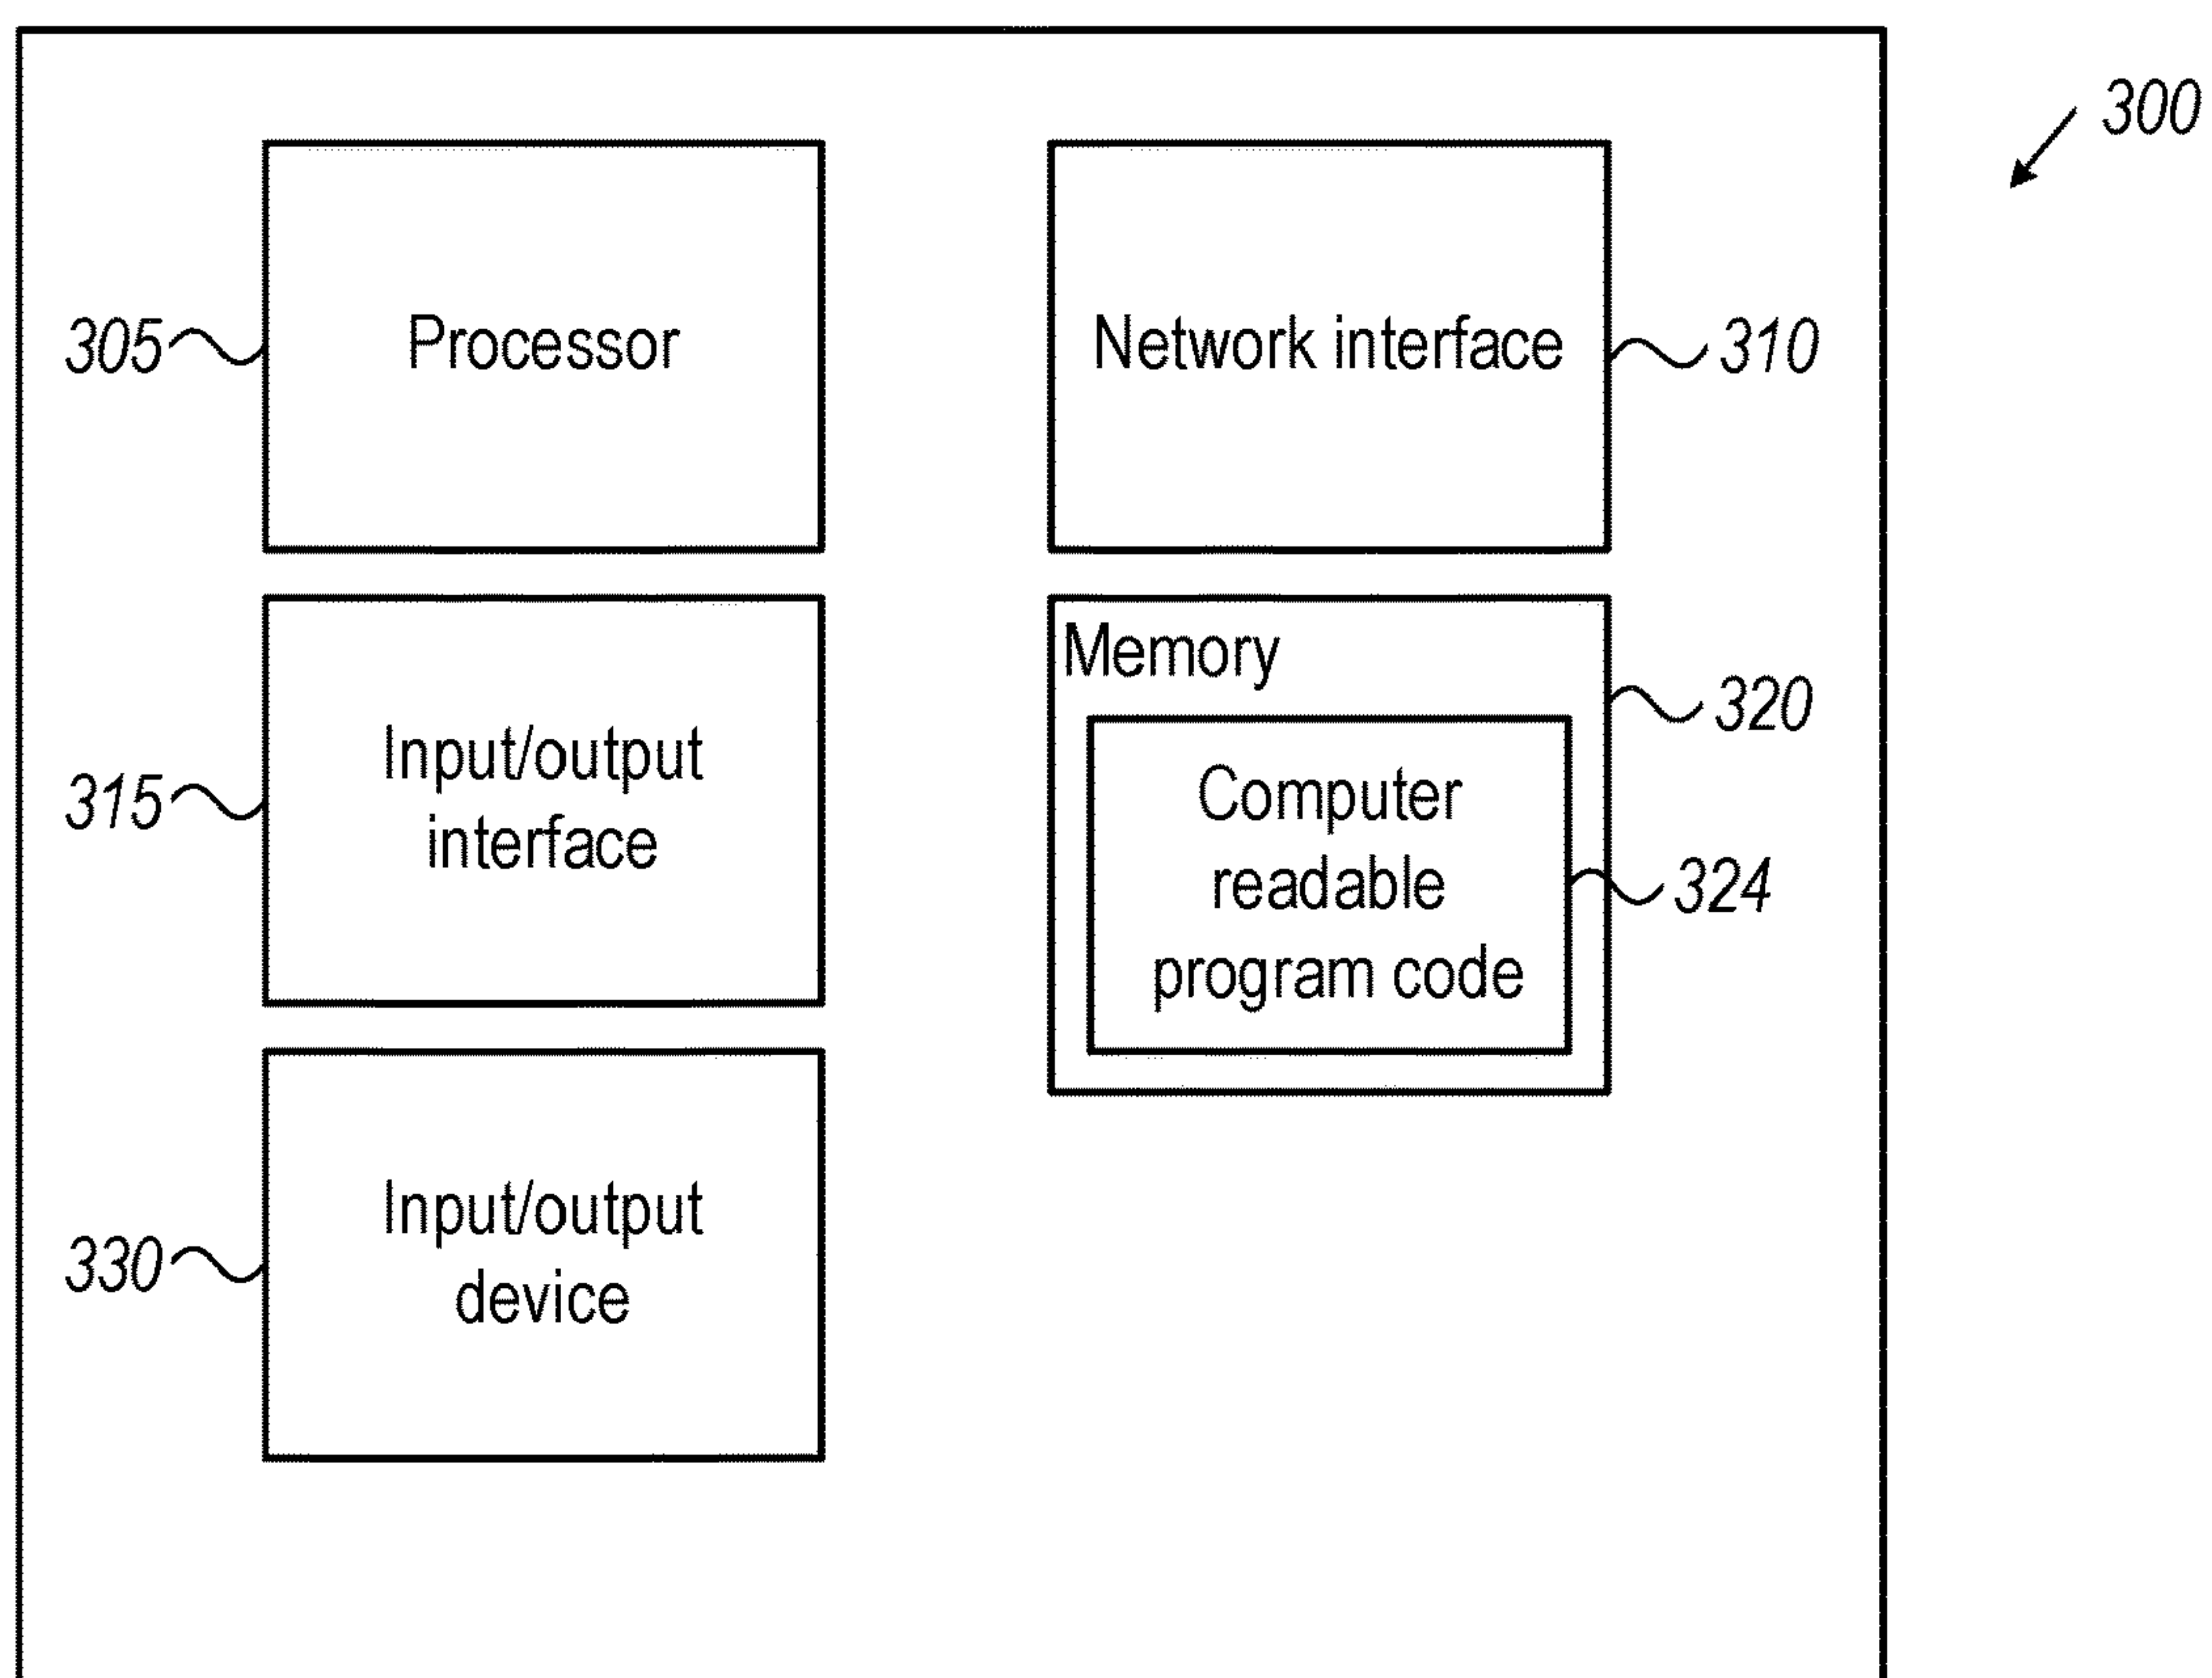 300
305
Processor
Network interface
310
315
Input/output
interface
Memory
320
Computer
readable
program code
324
330
Input/output
device